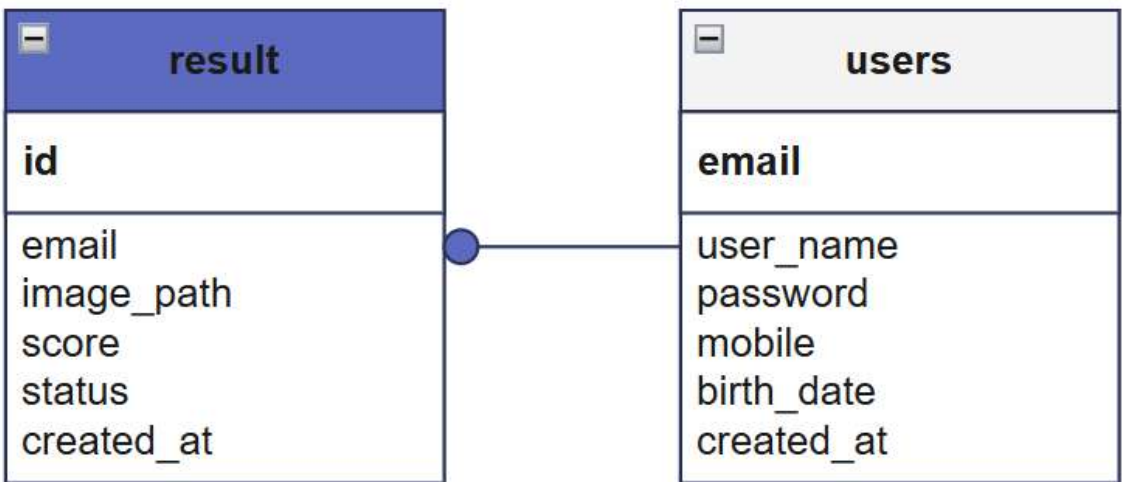 result
id
email
image_path
score
status
created_at
users
email
user_name
password
mobile
birth_date
created_at